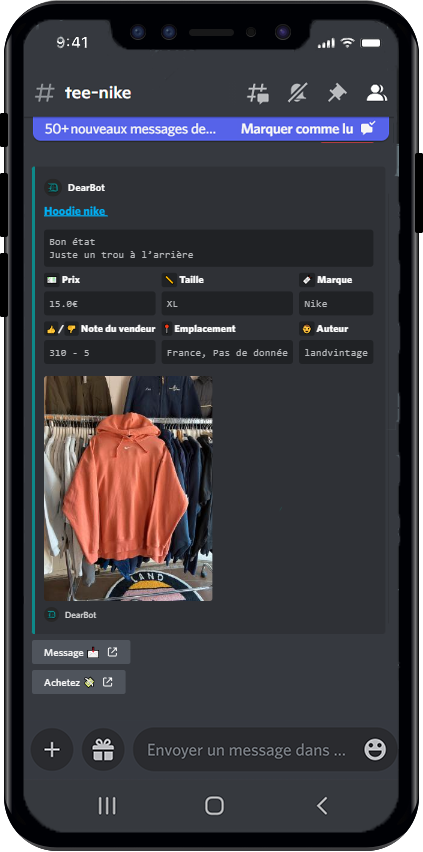 9:41
# tee-nike
50+ nouveaux messages de... Marquer comme lu
DearBot
Hoodie nike
Bon état
Juste un trou à l'arrière
Prix Taille Marque
15.0€ XL Nike
👍/👎 Note du vendeur Emplacement Auteur
310 - 5 France, Pas de donnée landvintage
LAND
DearBot
Message
Achetez
Envoyer un message dans ...